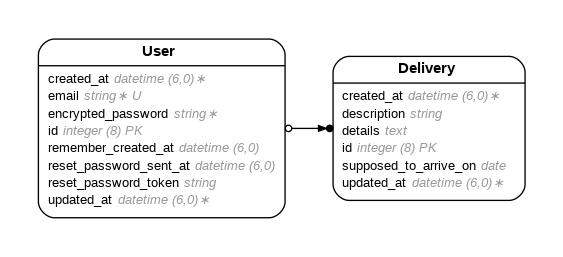 User
created_at datetime (6,0)∗
email string∗ U
encrypted_password string∗
id integer (8) PK
remember_created_at datetime (6,0)
reset_password_sent_at datetime (6,0)
reset_password_token string
updated_at datetime (6,0)∗
Delivery
created_at datetime (6,0)∗
description string
details text
id integer (8) PK
supposed_to_arrive_on date
updated_at datetime (6,0)∗